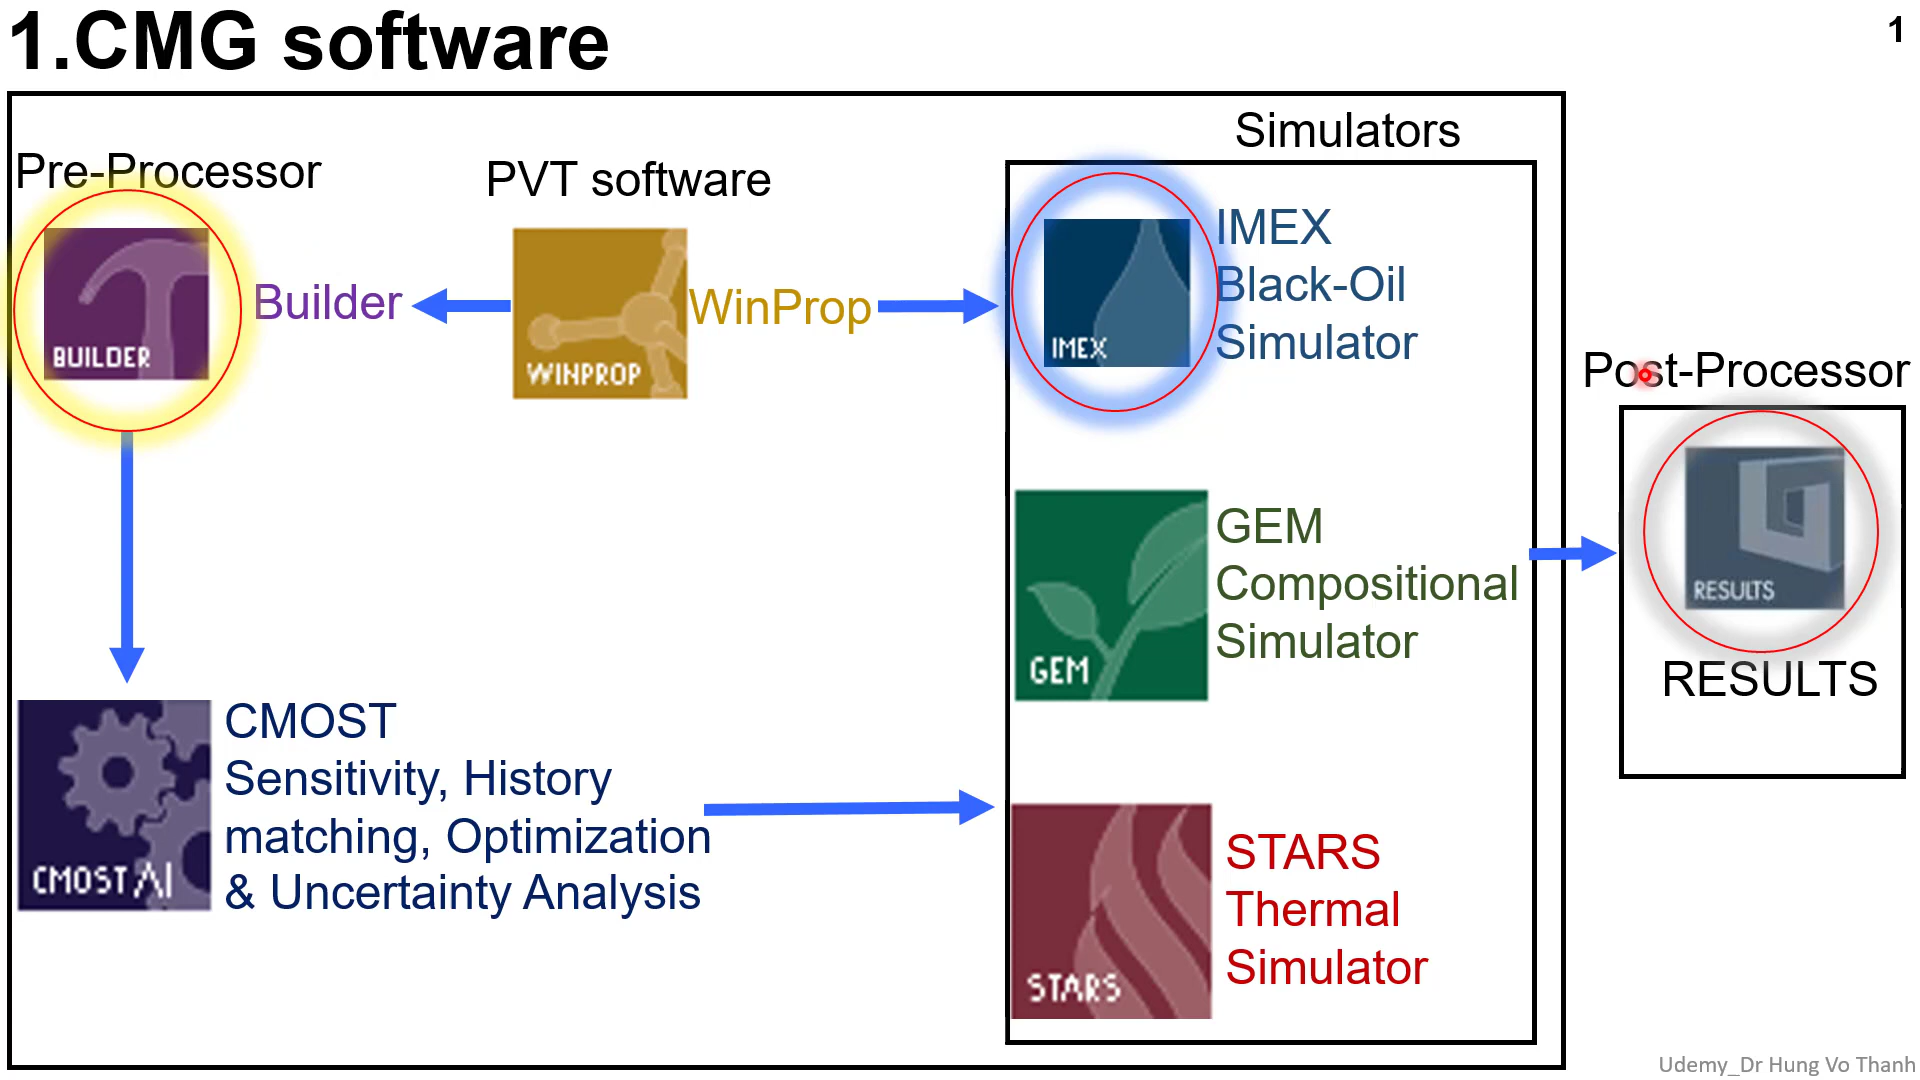 1.CMG software
1
Pre-Processor
BUILDER
Builder
PVT software
WINPROP
WinProp
Simulators
IMEX
IMEX
Black-Oil
Simulator
GEM
GEM
Compositional
Simulator
STARS
STARS
Thermal
Simulator
CMOST AI
CMOST
Sensitivity, History
matching, Optimization
& Uncertainty Analysis
Post-Processor
RESULTS
RESULTS
Udemy_Dr Hung Vo Thanh